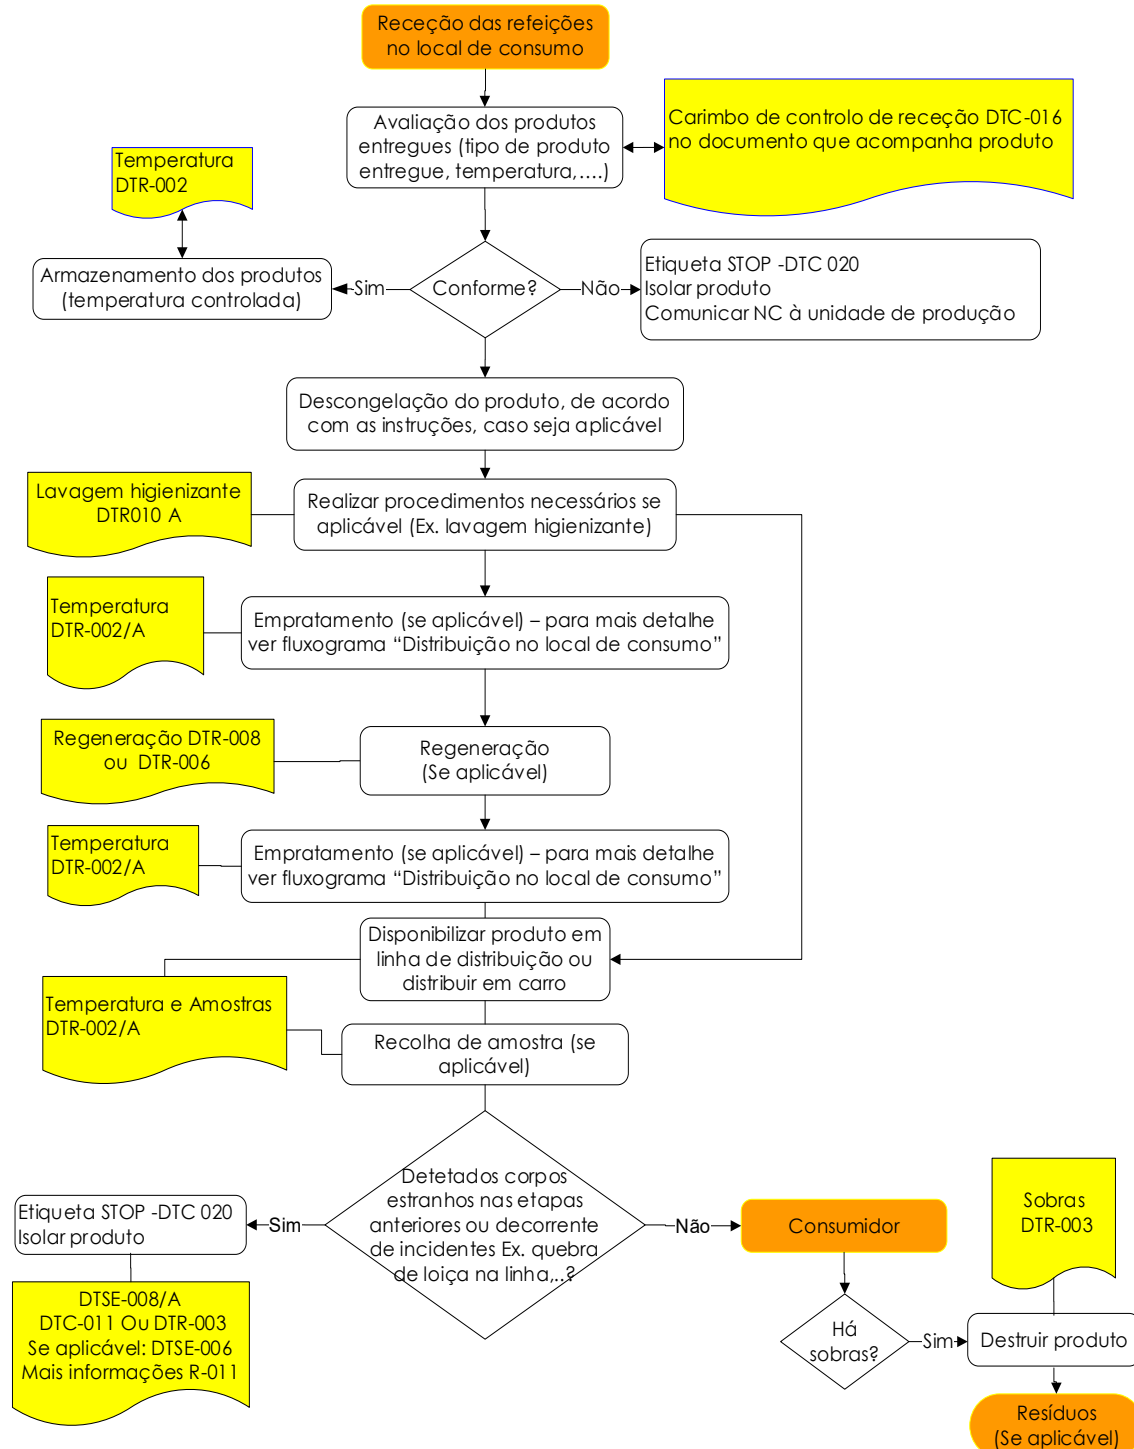 Receção das refeições
no local de consumo
Avaliação dos produtos
entregues (tipo de produto
entregue, temperatura,....)
Carimbo de controlo de receção DTC-016
no documento que acompanha produto
Temperatura
DTR-002
Armazenamento dos produtos
(temperatura controlada)
Sim
Conforme?
Não
Etiqueta STOP -DTC 020
Isolar produto
Comunicar NC à unidade de produção
Descongelação do produto, de acordo
com as instruções, caso seja aplicável
Lavagem higienizante
DTR010 A
Realizar procedimentos necessários se
aplicável (Ex. lavagem higienizante)
Temperatura
DTR-002/A
Empratamento (se aplicável) – para mais detalhe
ver fluxograma “Distribuição no local de consumo”
Regeneração DTR-008
ou DTR-006
Regeneração
(Se aplicável)
Temperatura
DTR-002/A
Empratamento (se aplicável) – para mais detalhe
ver fluxograma “Distribuição no local de consumo”
Disponibilizar produto em
linha de distribuição ou
distribuir em carro
Temperatura e Amostras
DTR-002/A
Recolha de amostra (se
aplicável)
Detetados corpos
estranhos nas etapas
anteriores ou decorrente
de incidentes Ex. quebra
de loiça na linha,..?
Sim
Etiqueta STOP -DTC 020
Isolar produto
DTSE-008/A
DTC-011 Ou DTR-003
Se aplicável: DTSE-006
Mais informações R-011
Não
Consumidor
Há
sobras?
Sim
Sobras
DTR-003
Destruir produto
Resíduos
(Se aplicável)